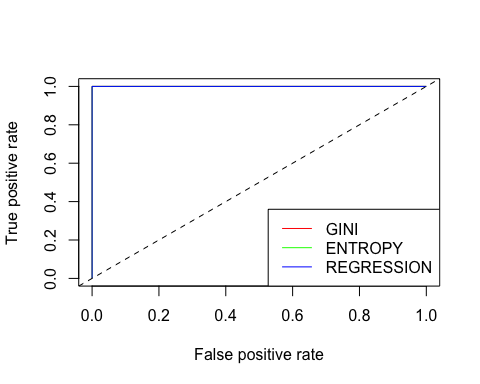 True positive rate
1.0
0.8
0.6
0.4
0.2
0.0
GINI
ENTROPY
REGRESSION
0.0 0.2 0.4 0.6 0.8 1.0
False positive rate